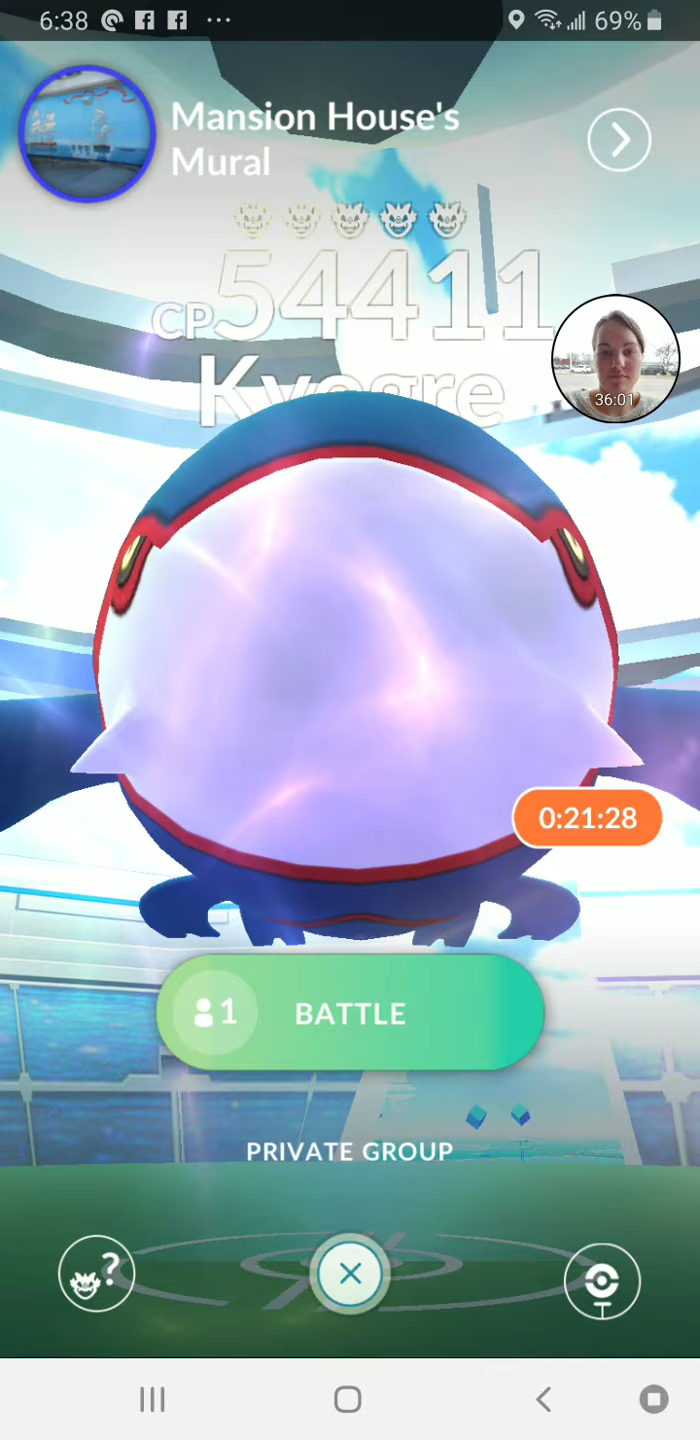 6:38
69%
Mansion House's
Mural
CP54411
Kyogre
36:01
0:21:28
1 BATTLE
PRIVATE GROUP
?